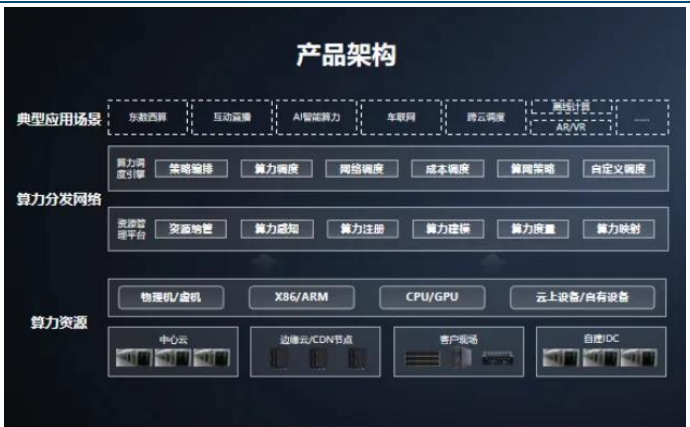 产品架构
典型应用场景
东数西算
互动直播
AI智能算力
车联网
跨云调度
离线计算
AR/VR
......
算力分发网络
算力调
度引擎
策略编排
算力调度
网络调度
成本调度
算网策略
自定义调度
资源管
理平台
资源纳管
算力感知
算力注册
算力建模
算力度量
算力映射
算力资源
物理机/虚机
X86/ARM
CPU/GPU
云上设备/自有设备
中心云
边缘云/CDN节点
客户现场
自建IDC